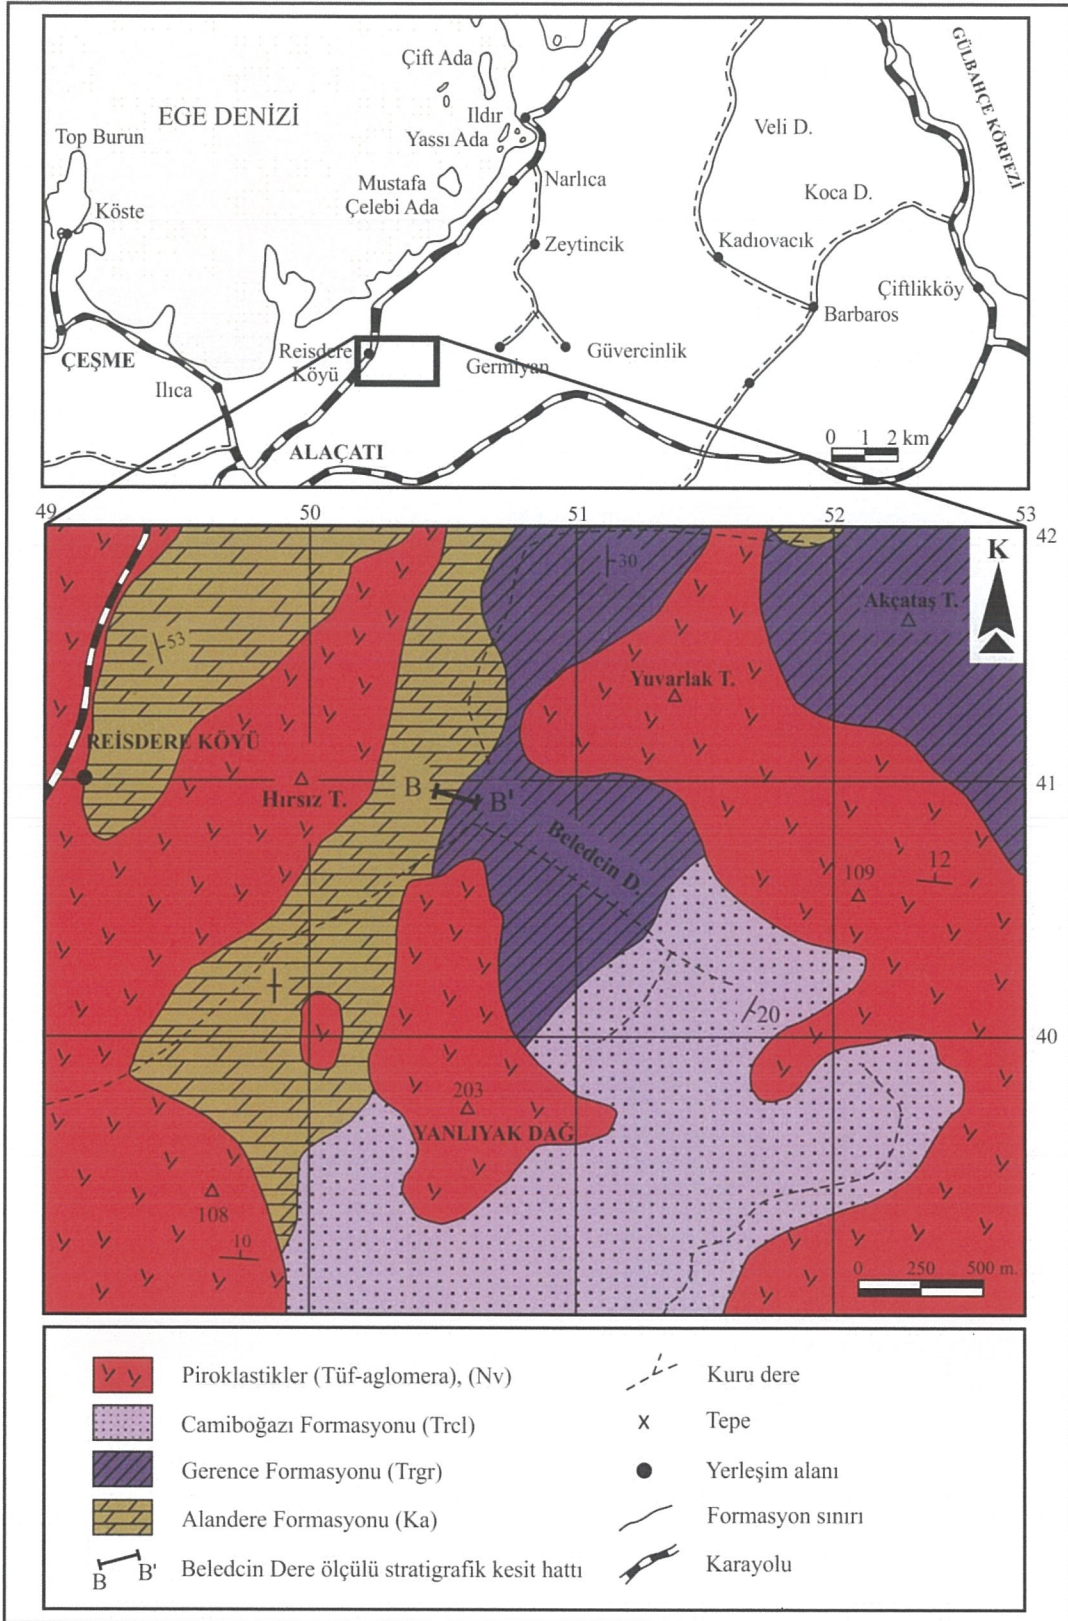 Çift Ada
EGE DENİZİ
Ildır
Yassı Ada
Top Burun
Mustafa
Çelebi Ada
Narlıca
Köste
Zeytincik
Veli D.
Koca D.
GÜLBAHÇE KÖRFEZİ
Kadıovacık
Çiftlikköy
Barbaros
ÇEŞME
Reisdere
Köyü
Ilıca
Germiyan
Güvercinlik
ALAÇATI
0 1 2 km
49 50 51 52 53
42
K
30
Akçataş T.
53
Yuvarlak T.
REISDERE KÖYÜ
41
Hırsız T.
B B'
Beledcin D.
109
12
20
40
203
YANLIYAK DAĞ
108
10
0 250 500 m.
Piroklastikler (Tüf-aglomera), (Nv)
Camiboğazı Formasyonu (Trcl)
Gerence Formasyonu (Trgr)
Alandere Formasyonu (Ka)
B B' Beledcin Dere ölçülü stratigrafik kesit hattı
Kuru dere
x Tepe
Yerleşim alanı
Formasyon sınırı
Karayolu